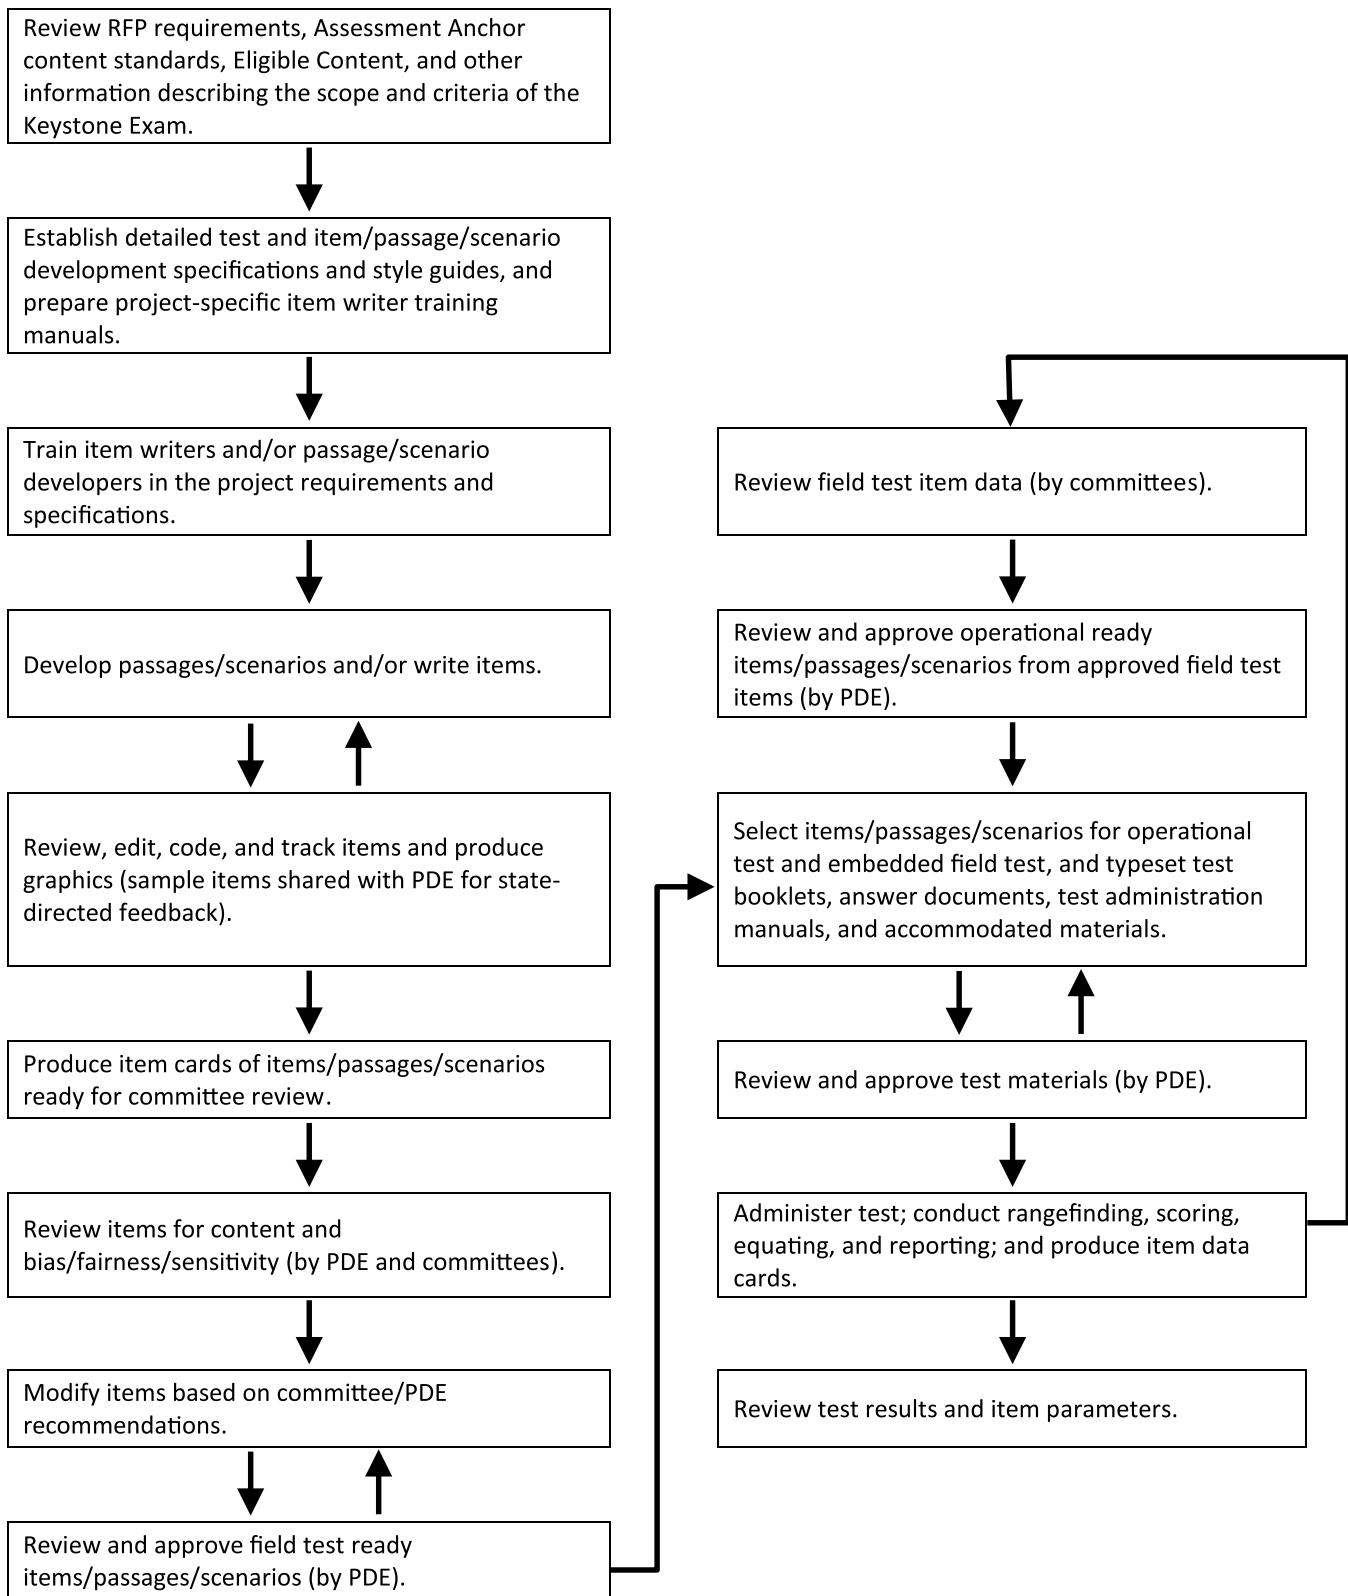 Review RFP requirements, Assessment Anchor
content standards, Eligible Content, and other
information describing the scope and criteria of the
Keystone Exam.
Establish detailed test and item/passage/scenario
development specifications and style guides, and
prepare project-specific item writer training
manuals.
Train item writers and/or passage/scenario
developers in the project requirements and
specifications.
Develop passages/scenarios and/or write items.
Review, edit, code, and track items and produce
graphics (sample items shared with PDE for state-
directed feedback).
Produce item cards of items/passages/scenarios
ready for committee review.
Review items for content and
bias/fairness/sensitivity (by PDE and committees).
Modify items based on committee/PDE
recommendations.
Review and approve field test ready
items/passages/scenarios (by PDE).
Review field test item data (by committees).
Review and approve operational ready
items/passages/scenarios from approved field test
items (by PDE).
Select items/passages/scenarios for operational
test and embedded field test, and typeset test
booklets, answer documents, test administration
manuals, and accommodated materials.
Review and approve test materials (by PDE).
Administer test; conduct rangefinding, scoring,
equating, and reporting; and produce item data
cards.
Review test results and item parameters.